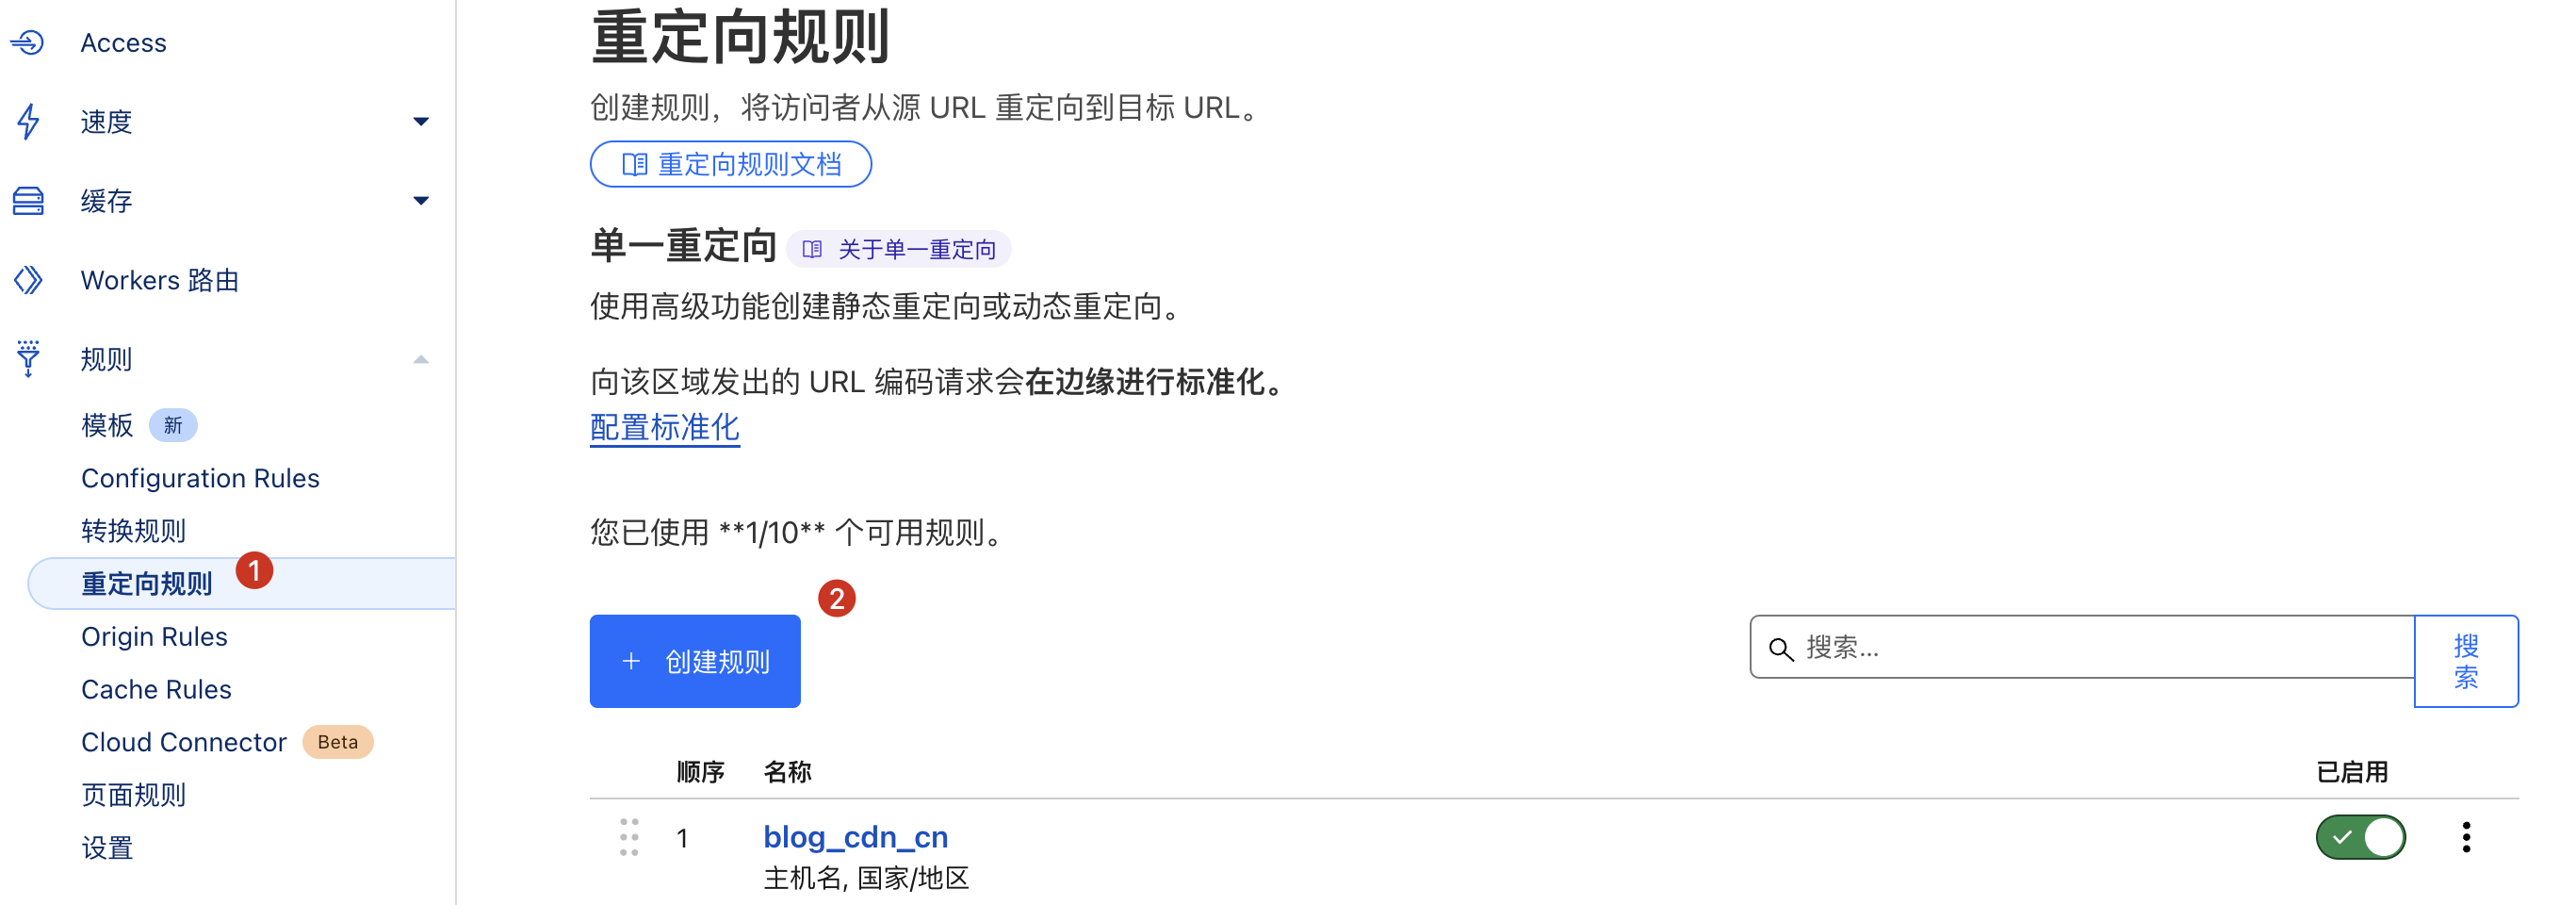 Access
速度
缓存
Workers 路由
规则
模板 新
Configuration Rules
转换规则
重定向规则 1
Origin Rules
Cache Rules
Cloud Connector Beta
页面规则
设置
重定向规则
创建规则，将访问者从源 URL 重定向到目标 URL。
重定向规则文档
单一重定向 关于单一重定向
使用高级功能创建静态重定向或动态重定向。
向该区域发出的 URL 编码请求会在边缘进行标准化。
配置标准化
您已使用 **1/10** 个可用规则。
2
+ 创建规则
搜索...
搜
索
顺序 名称 已启用
1 blog_cdn_cn
主机名, 国家/地区